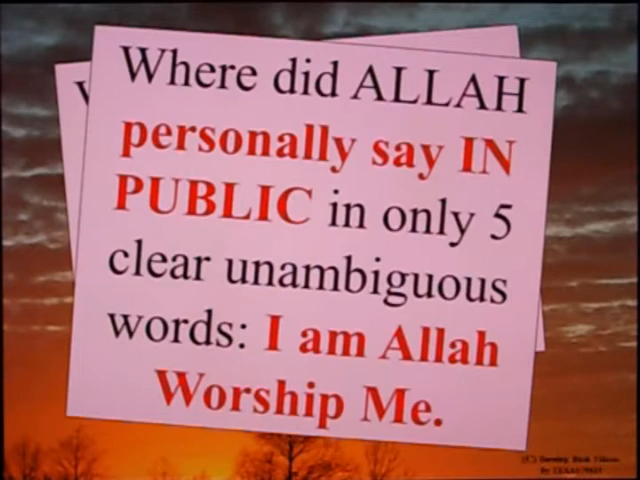 Where did ALLAH
personally say IN
PUBLIC in only 5
clear unambiguous
words: I am Allah
Worship Me.